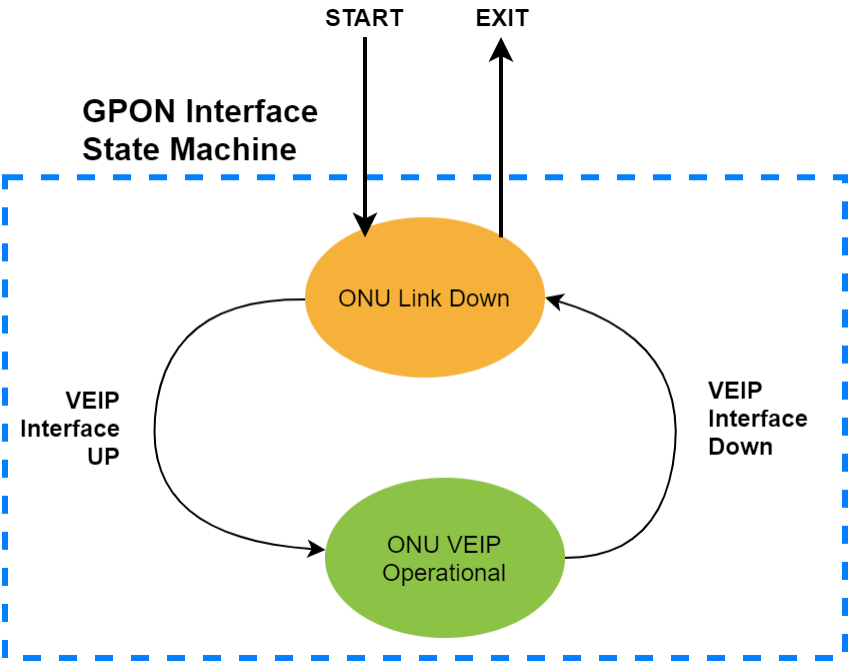 START
EXIT
GPON Interface
State Machine
ONU Link Down
VEIP
Interface
UP
VEIP
Interface
Down
ONU VEIP
Operational